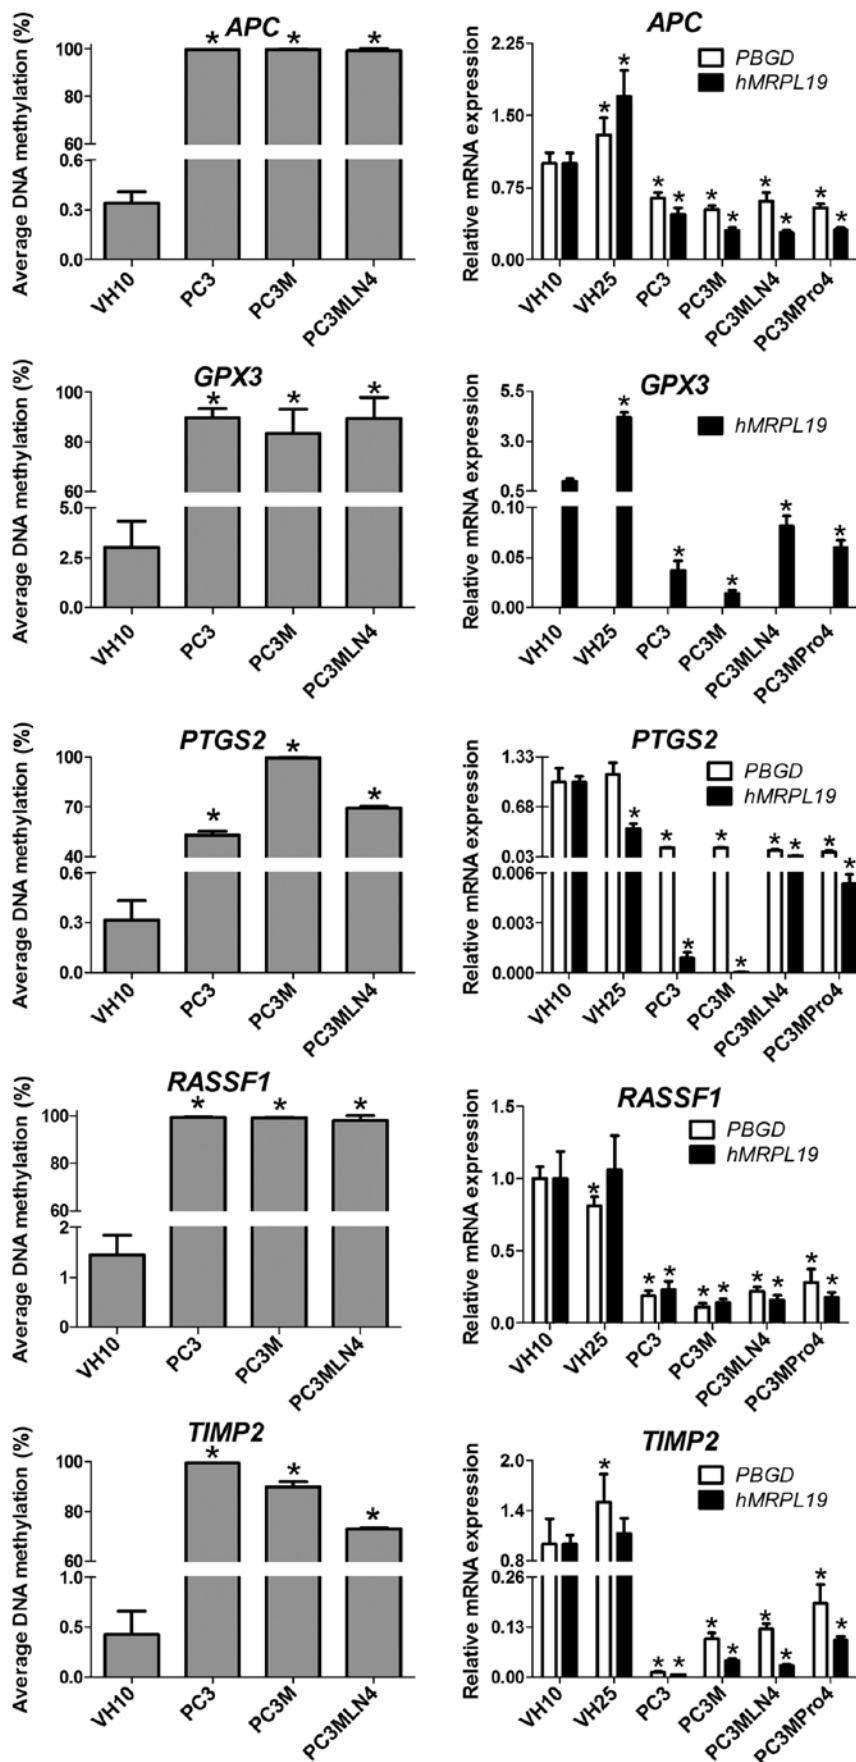 APC
Average DNA methylation (%)
100
80
60
0.6
0.3
0.0
* * *
VH10 PC3 PC3M PC3MLN4
APC
Relative mRNA expression
2.25
1.50
0.75
0.00
PBGD
hMRPL19
* * * * * * * * * *
VH10 VH25 PC3 PC3M PC3MLN4 PC3MPro4
GPX3
Average DNA methylation (%)
100
80
60
5.0
2.5
0.0
* * *
VH10 PC3 PC3M PC3MLN4
GPX3
Relative mRNA expression
5.5
3.0
0.5
0.10
0.05
0.00
hMRPL19
* * * * *
VH10 VH25 PC3 PC3M PC3MLN4 PC3MPro4
PTGS2
Average DNA methylation (%)
100
70
40
0.6
0.3
0.0
* * *
VH10 PC3 PC3M PC3MLN4
PTGS2
Relative mRNA expression
1.33
0.68
0.03
0.006
0.003
0.000
PBGD
hMRPL19
* * * * * * * * *
VH10 VH25 PC3 PC3M PC3MLN4 PC3MPro4
RASSF1
Average DNA methylation (%)
100
80
60
2
1
0
* * *
VH10 PC3 PC3M PC3MLN4
RASSF1
Relative mRNA expression
1.5
1.0
0.5
0.0
PBGD
hMRPL19
* * * * * * * * *
VH10 VH25 PC3 PC3M PC3MLN4 PC3MPro4
TIMP2
Average DNA methylation (%)
100
80
60
1.0
0.5
0.0
* * *
VH10 PC3 PC3M PC3MLN4
TIMP2
Relative mRNA expression
2.0
1.4
0.8
0.26
0.13
0.00
PBGD
hMRPL19
* * * * * * * * *
VH10 VH25 PC3 PC3M PC3MLN4 PC3MPro4